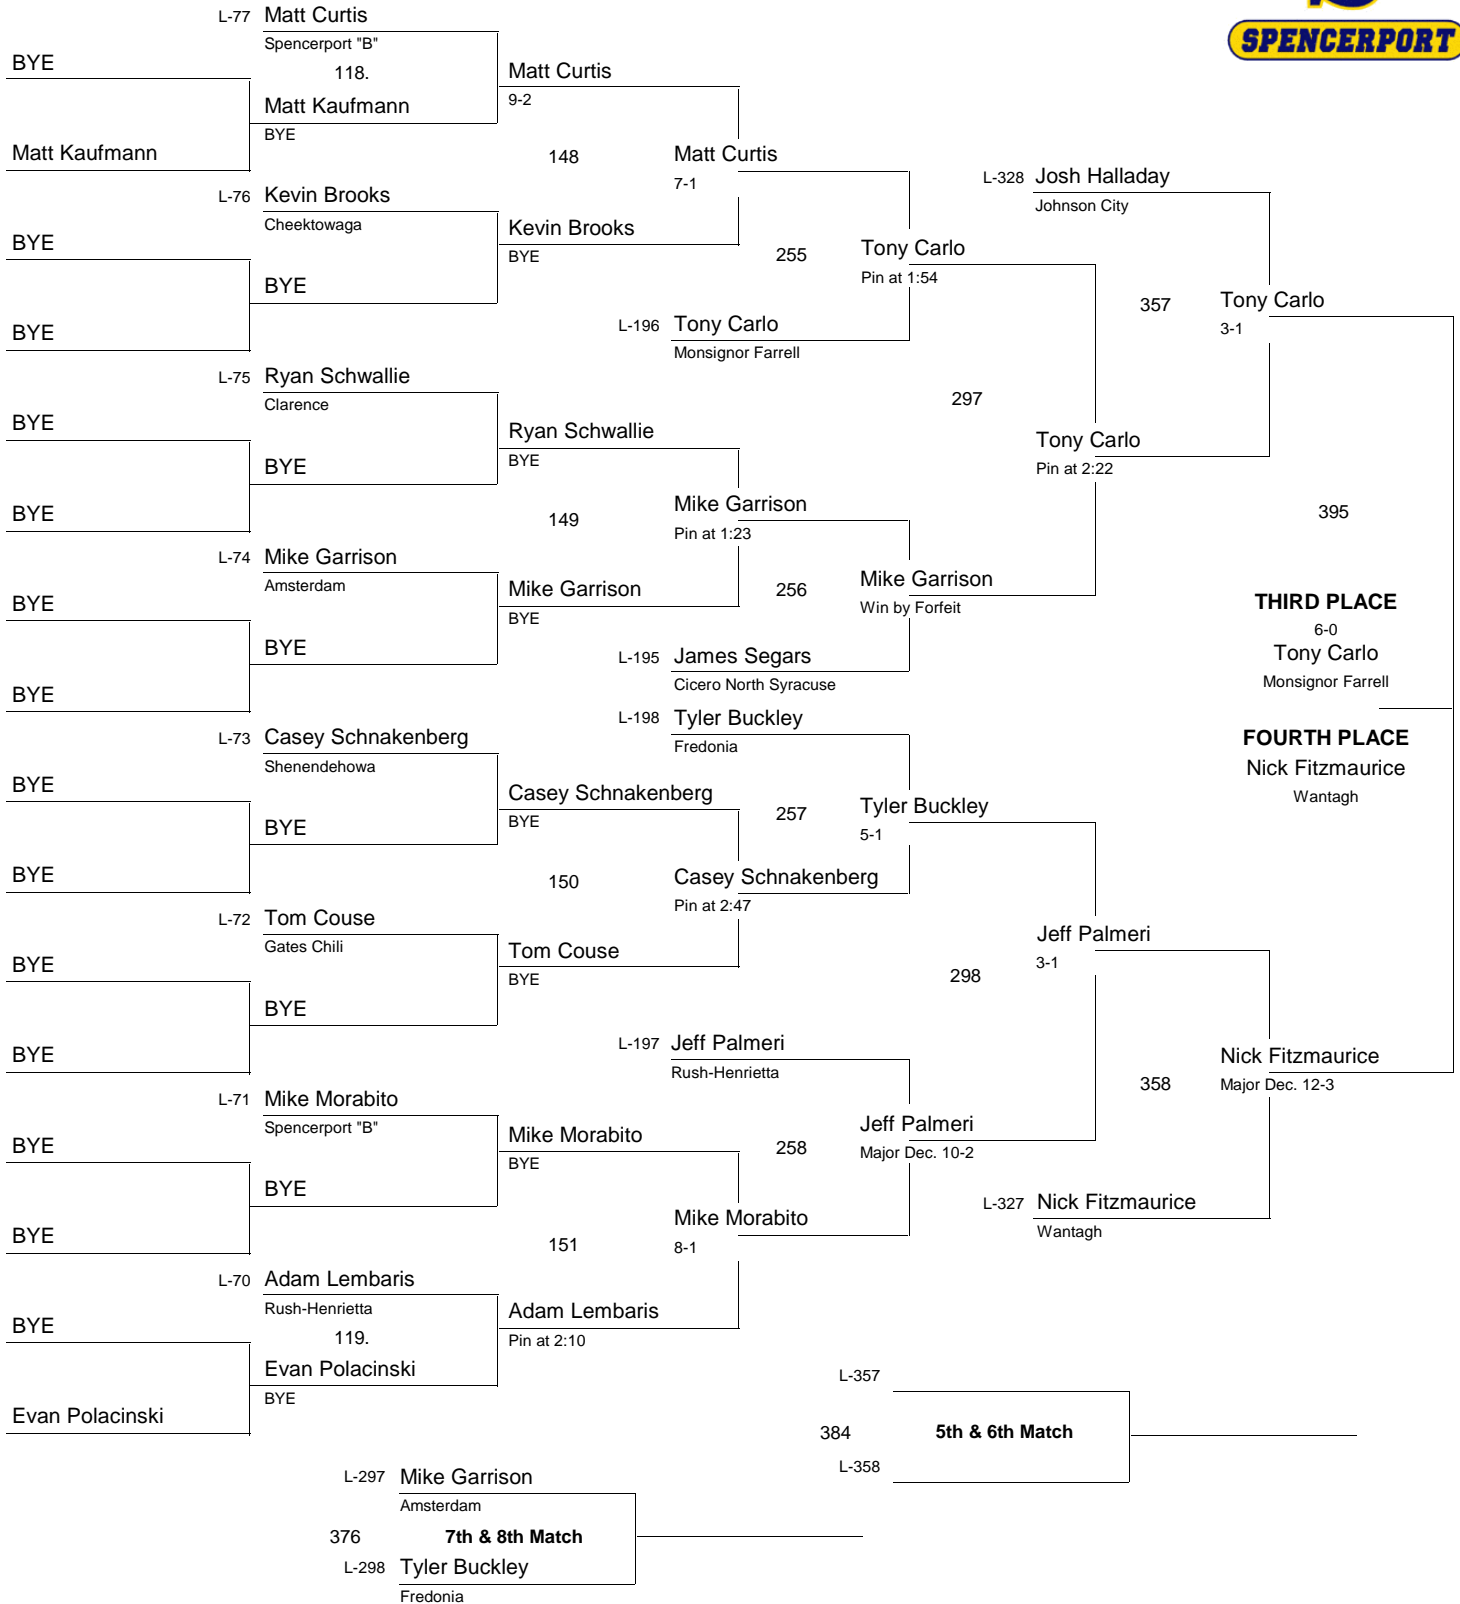 L-77 Matt Curtis
Spencerport "B"
BYE
118.
Matt Curtis
9-2
Matt Kaufmann
BYE
Matt Kaufmann
148
Matt Curtis
7-1
L-76 Kevin Brooks
Cheektowaga
BYE
Kevin Brooks
BYE
BYE
BYE
255
Tony Carlo
Pin at 1:54
L-196 Tony Carlo
Monsignor Farrell
L-328 Josh Halladay
Johnson City
357
Tony Carlo
3-1
SPENCERPORT
L-75 Ryan Schwallie
Clarence
BYE
Ryan Schwallie
BYE
BYE
BYE
149
Mike Garrison
Pin at 1:23
297
Tony Carlo
Pin at 2:22
395
L-74 Mike Garrison
Amsterdam
BYE
Mike Garrison
BYE
BYE
BYE
256
Mike Garrison
Win by Forfeit
L-195 James Segars
Cicero North Syracuse
THIRD PLACE
6-0
Tony Carlo
Monsignor Farrell
FOURTH PLACE
Nick Fitzmaurice
Wantagh
L-198 Tyler Buckley
Fredonia
L-73 Casey Schnakenberg
Shenendehowa
BYE
Casey Schnakenberg
BYE
BYE
BYE
257
Tyler Buckley
5-1
150
Casey Schnakenberg
Pin at 2:47
L-72 Tom Couse
Gates Chili
BYE
Tom Couse
BYE
BYE
BYE
298
Jeff Palmeri
3-1
L-197 Jeff Palmeri
Rush-Henrietta
L-71 Mike Morabito
Spencerport "B"
BYE
Mike Morabito
BYE
BYE
BYE
258
Jeff Palmeri
Major Dec. 10-2
358
Nick Fitzmaurice
Major Dec. 12-3
L-327 Nick Fitzmaurice
Wantagh
151
Mike Morabito
8-1
L-70 Adam Lembaris
Rush-Henrietta
BYE
119.
Adam Lembaris
Pin at 2:10
Evan Polacinski
BYE
Evan Polacinski
L-357
384
5th & 6th Match
L-358
L-297 Mike Garrison
Amsterdam
376
7th & 8th Match
L-298 Tyler Buckley
Fredonia